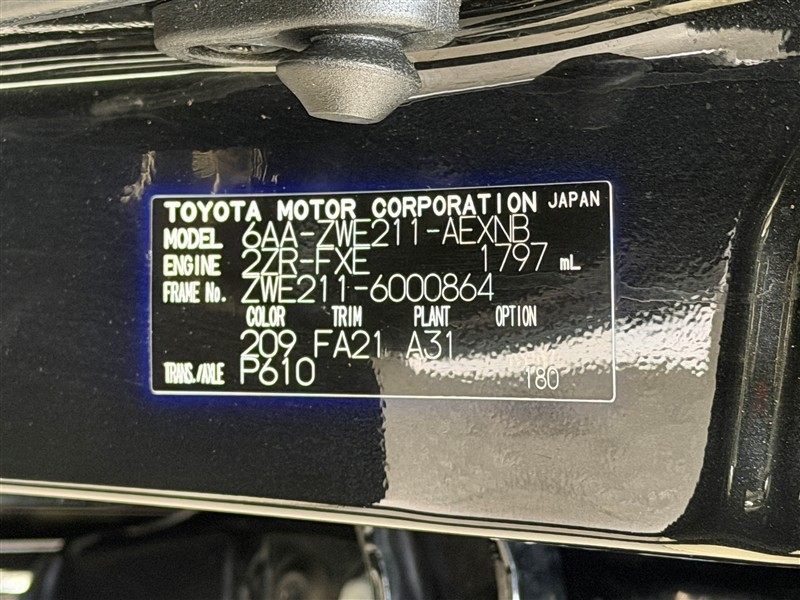 TOYOTA MOTOR CORPORATION JAPAN
MODEL 6AA-ZWE211-AEXNB
ENGINE 2ZR-FXE 1797 mL
FRAME No. ZWE211-6000864
COLOR TRIM PLANT OPTION
209 FA21 A31
TRANS./AXLE P610 180